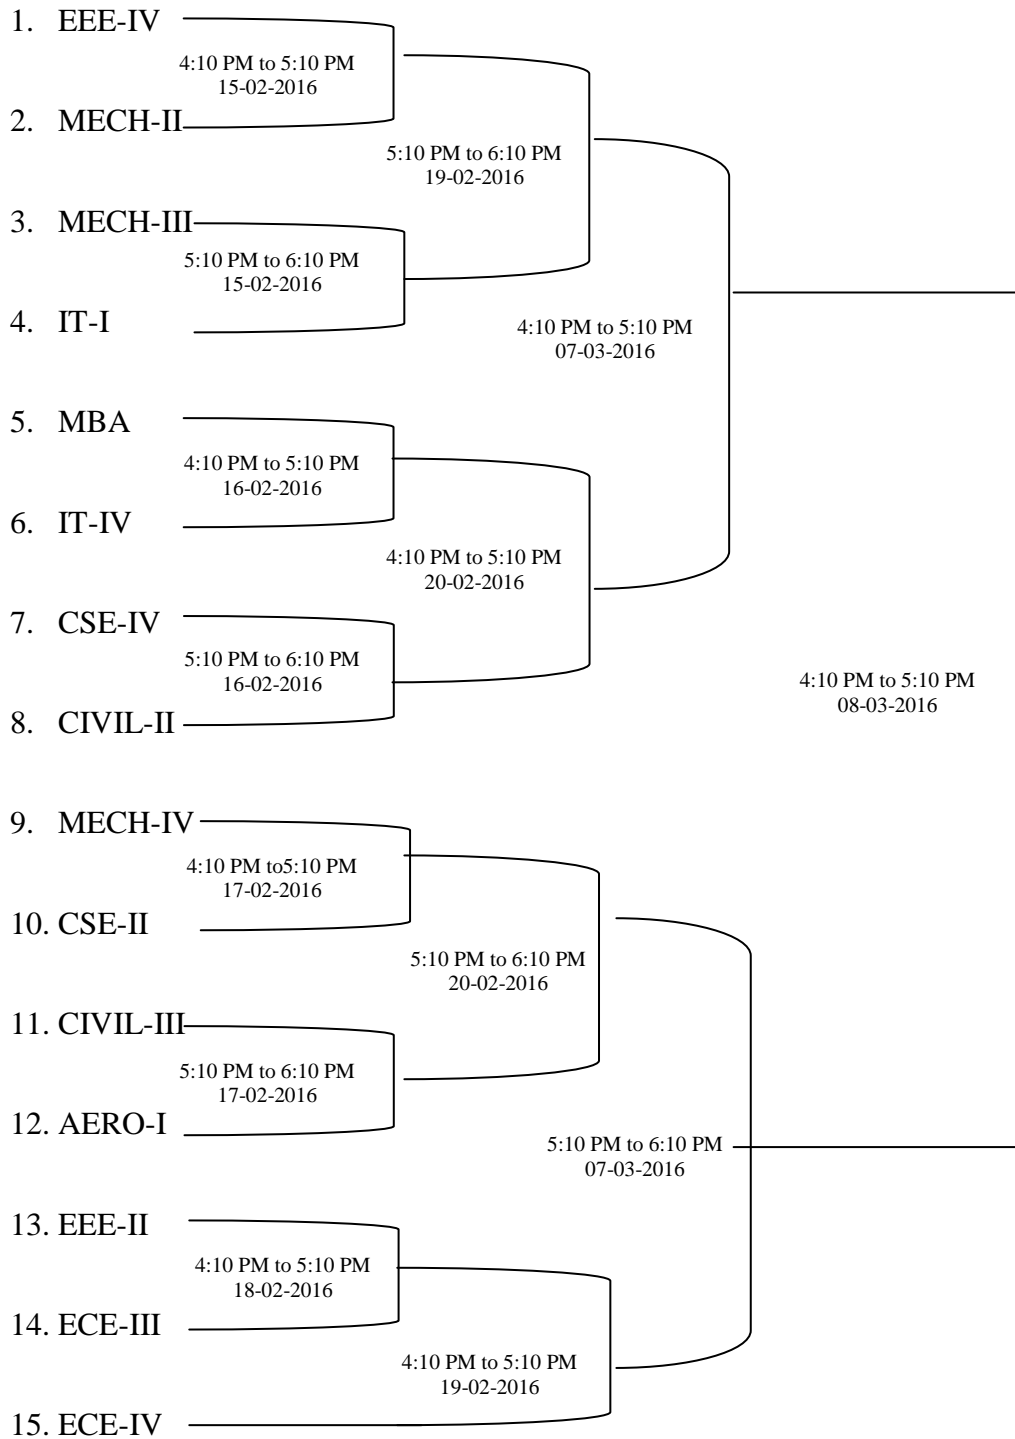 1. EEE-IV
4:10 PM to 5:10 PM
15-02-2016
2. MECH-II
5:10 PM to 6:10 PM
19-02-2016
3. MECH-III
5:10 PM to 6:10 PM
15-02-2016
4. IT-I
4:10 PM to 5:10 PM
07-03-2016
5. MBA
4:10 PM to 5:10 PM
16-02-2016
6. IT-IV
4:10 PM to 5:10 PM
20-02-2016
7. CSE-IV
5:10 PM to 6:10 PM
16-02-2016
4:10 PM to 5:10 PM
08-03-2016
8. CIVIL-II
9. MECH-IV
4:10 PM to5:10 PM
17-02-2016
10. CSE-II
5:10 PM to 6:10 PM
20-02-2016
11. CIVIL-III
5:10 PM to 6:10 PM
17-02-2016
12. AERO-I
5:10 PM to 6:10 PM
07-03-2016
13. EEE-II
4:10 PM to 5:10 PM
18-02-2016
14. ECE-III
4:10 PM to 5:10 PM
19-02-2016
15. ECE-IV